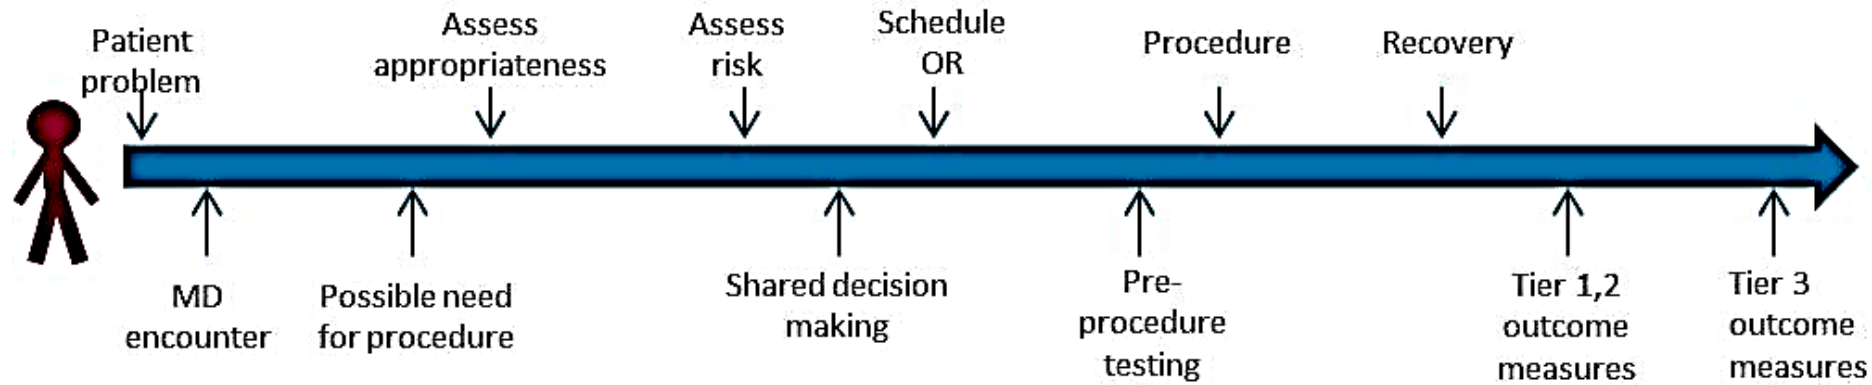 Patient
problem
Assess
appropriateness
Assess
risk
Schedule
OR
Procedure
Recovery
MD
encounter
Possible need
for procedure
Shared decision
making
Pre-
procedure
testing
Tier 1,2
outcome
measures
Tier 3
outcome
measures